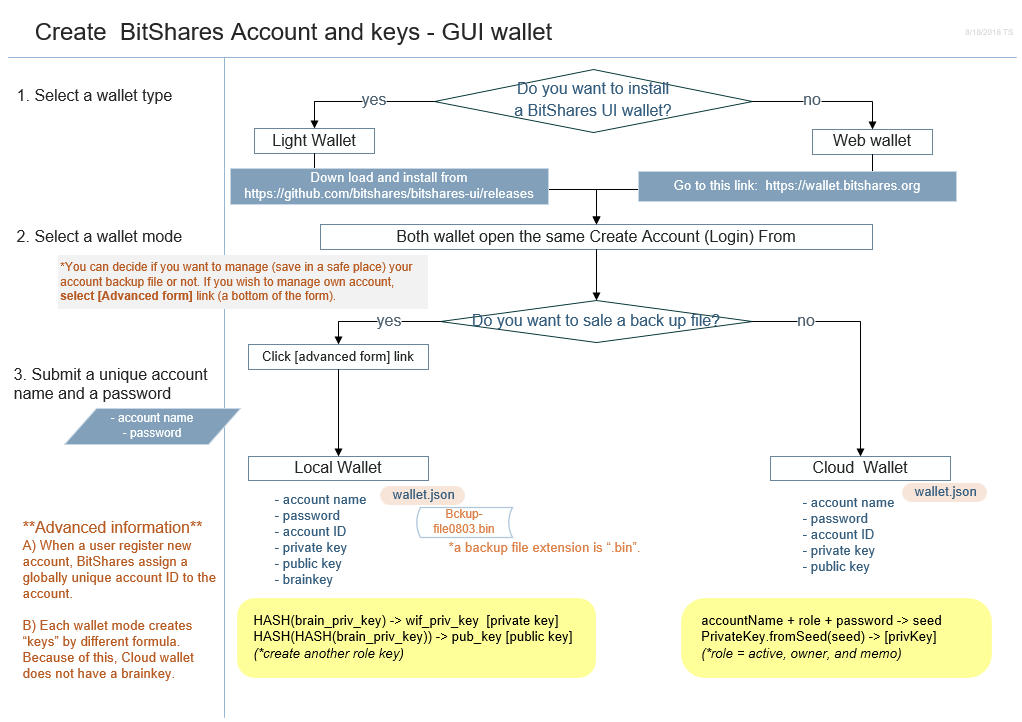 Create  BitShares Account and keys - GUI wallet
8/18/2018 TS
1. Select a wallet type
Do you want to install
a BitShares UI wallet?
yes
no
Light Wallet
Web wallet
Down load and install from
https://github.com/bitshares/bitshares-ui/releases
Go to this link:  https://wallet.bitshares.org
2. Select a wallet mode
Both wallet open the same Create Account (Login) From
*You can decide if you want to manage (save in a safe place) your
account backup file or not. If you wish to manage own account,
select [Advanced form] link (a bottom of the form).
Do you want to sale a back up file?
yes
no
Click [advanced form] link
3. Submit a unique account
name and a password
- account name
- password
Local Wallet
Cloud  Wallet
wallet.json
- account name
- password
- account ID
- private key
- public key
- brainkey
Bckup-
file0803.bin
*a backup file extension is “.bin”.
wallet.json
- account name
- password
- account ID
- private key
- public key
**Advanced information**
A) When a user register new
account, BitShares assign a
globally unique account ID to the
account.
B) Each wallet mode creates
“keys” by different formula.
Because of this, Cloud wallet
does not have a brainkey.
HASH(brain_priv_key) -> wif_priv_key  [private key]
HASH(HASH(brain_priv_key)) -> pub_key [public key]
(*create another role key)
accountName + role + password -> seed
PrivateKey.fromSeed(seed) -> [privKey]
(*role = active, owner, and memo)